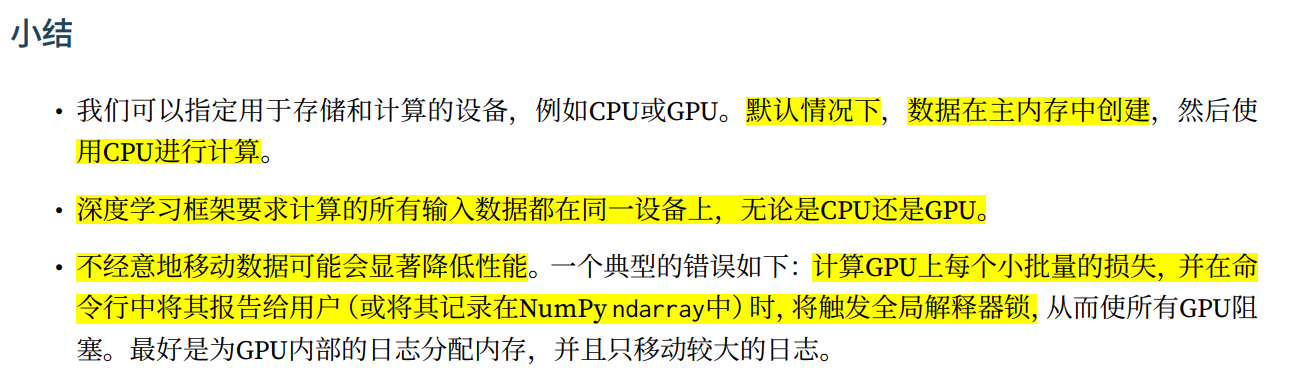 小结
• 我们可以指定用于存储和计算的设备，例如CPU或GPU。默认情况下，数据在主内存中创建，然后使
用CPU进行计算。
• 深度学习框架要求计算的所有输入数据都在同一设备上，无论是CPU还是GPU。
• 不经意地移动数据可能会显著降低性能。一个典型的错误如下：计算GPU上每个小批量的损失，并在命
令行中将其报告给用户（或将其记录在NumPy ndarray中）时，将触发全局解释器锁，从而使所有GPU阻
塞。最好是为GPU内部的日志分配内存，并且只移动较大的日志。